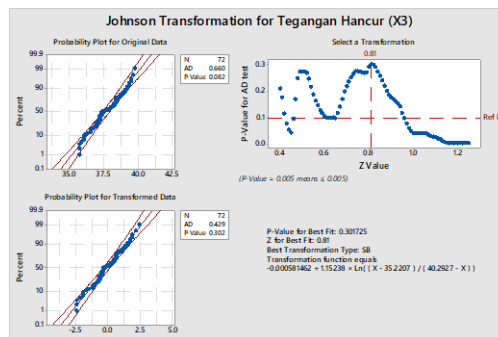 Johnson Transformation for Tegangan Hancur (X3)
Probability Plot for Original Data
99.9
99
90
50
10
1
0.1
Percent
35.0 37.5 40.0 42.5
N 72
AD 0.660
P-Value 0.082
Select a Transformation
0.81
0.3
0.2
0.1
0.0
P-Value for AD test
Ref
0.4 0.6 0.8 1.0 1.2
Z Value
(P-Value = 0.005 means ≤ 0.005)
Probability Plot for Transformed Data
99.9
99
90
50
10
1
0.1
Percent
-2.5 0.0 2.5 5.0
N 72
AD 0.429
P-Value 0.302
P-Value for Best Fit: 0.301725
Z for Best Fit: 0.81
Best Transformation Type: SB
Transformation function equals
-0.000581462 + 1.15238 × Ln( ( X - 35.2207 ) / ( 40.2927 - X ) )